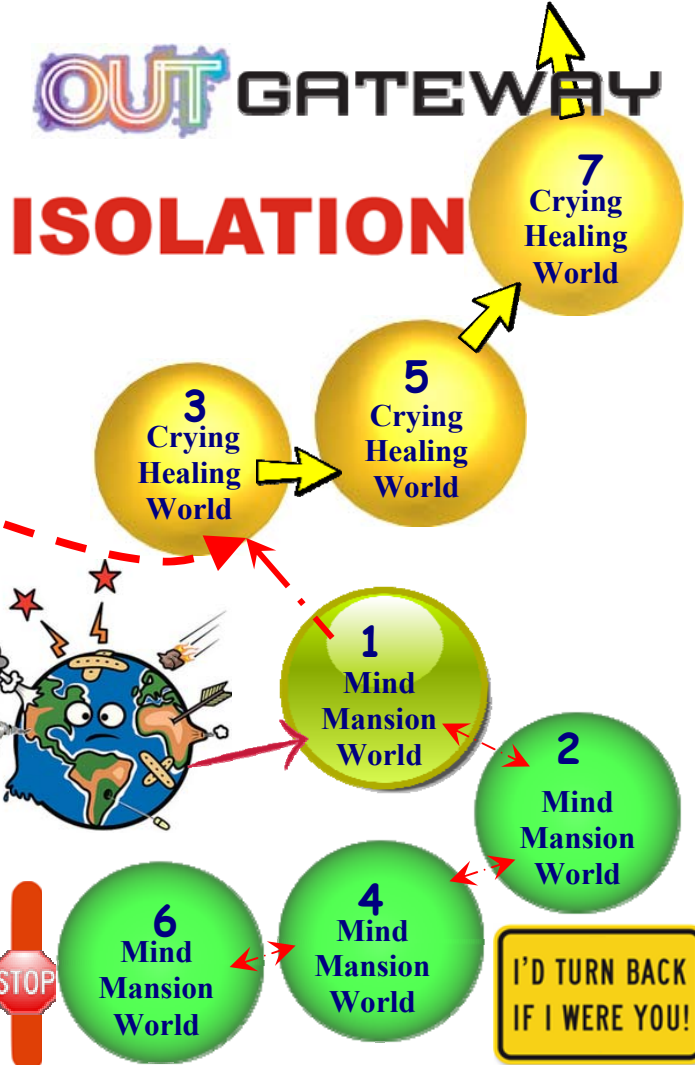 OUT GATEWAY
ISOLATION
7
Crying
Healing
World
5
Crying
Healing
World
3
Crying
Healing
World
1
Mind
Mansion
World
2
Mind
Mansion
World
4
Mind
Mansion
World
6
Mind
Mansion
World
STOP
I'D TURN BACK
IF I WERE YOU!